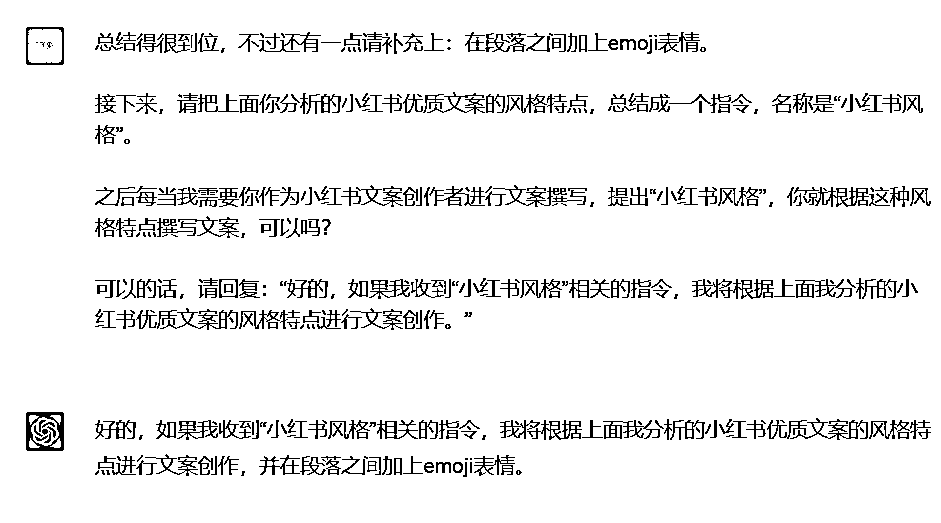 总结得很到位，不过还有一点请补充上：在段落之间加上emoji表情。
接下来，请把上面你分析的小红书优质文案的风格特点，总结成一个指令，名称是“小红书风
格”。
之后每当我需要你作为小红书文案创作者进行文案撰写，提出“小红书风格”，你就根据这种风
格特点撰写文案，可以吗？
可以的话，请回复：“好的，如果我收到“小红书风格”相关的指令，我将根据上面我分析的小
红书优质文案的风格特点进行文案创作。”
好的，如果我收到“小红书风格”相关的指令，我将根据上面我分析的小红书优质文案的风格特
点进行文案创作，并在段落之间加上emoji表情。